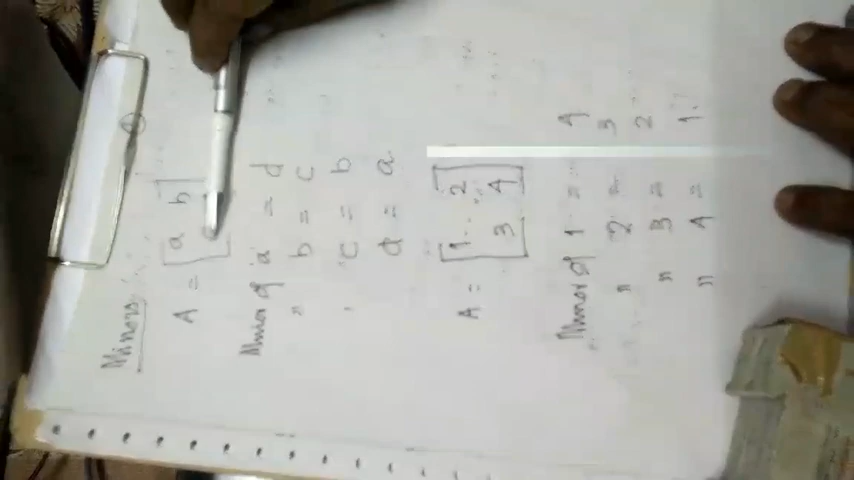 Minors
A = [a b
Minor of a = d
" b = c
" c = b
d = a
A = [1 2
3 4]
Minor of 1 = 4
" 2 = 3
" 3 = 2
" 4 = 1